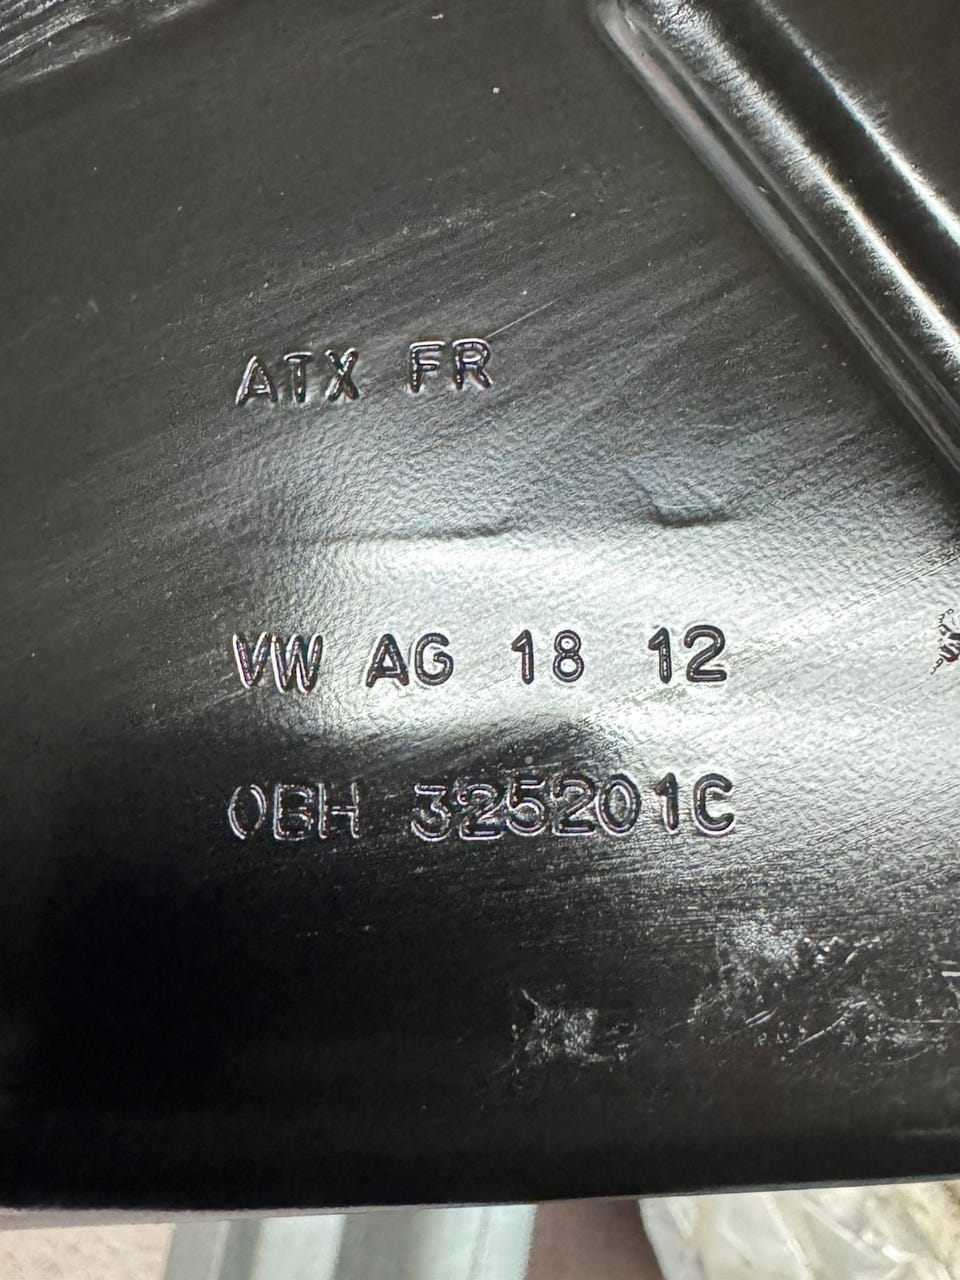 ATX FR
VW AG 18 12
0BH 325201C